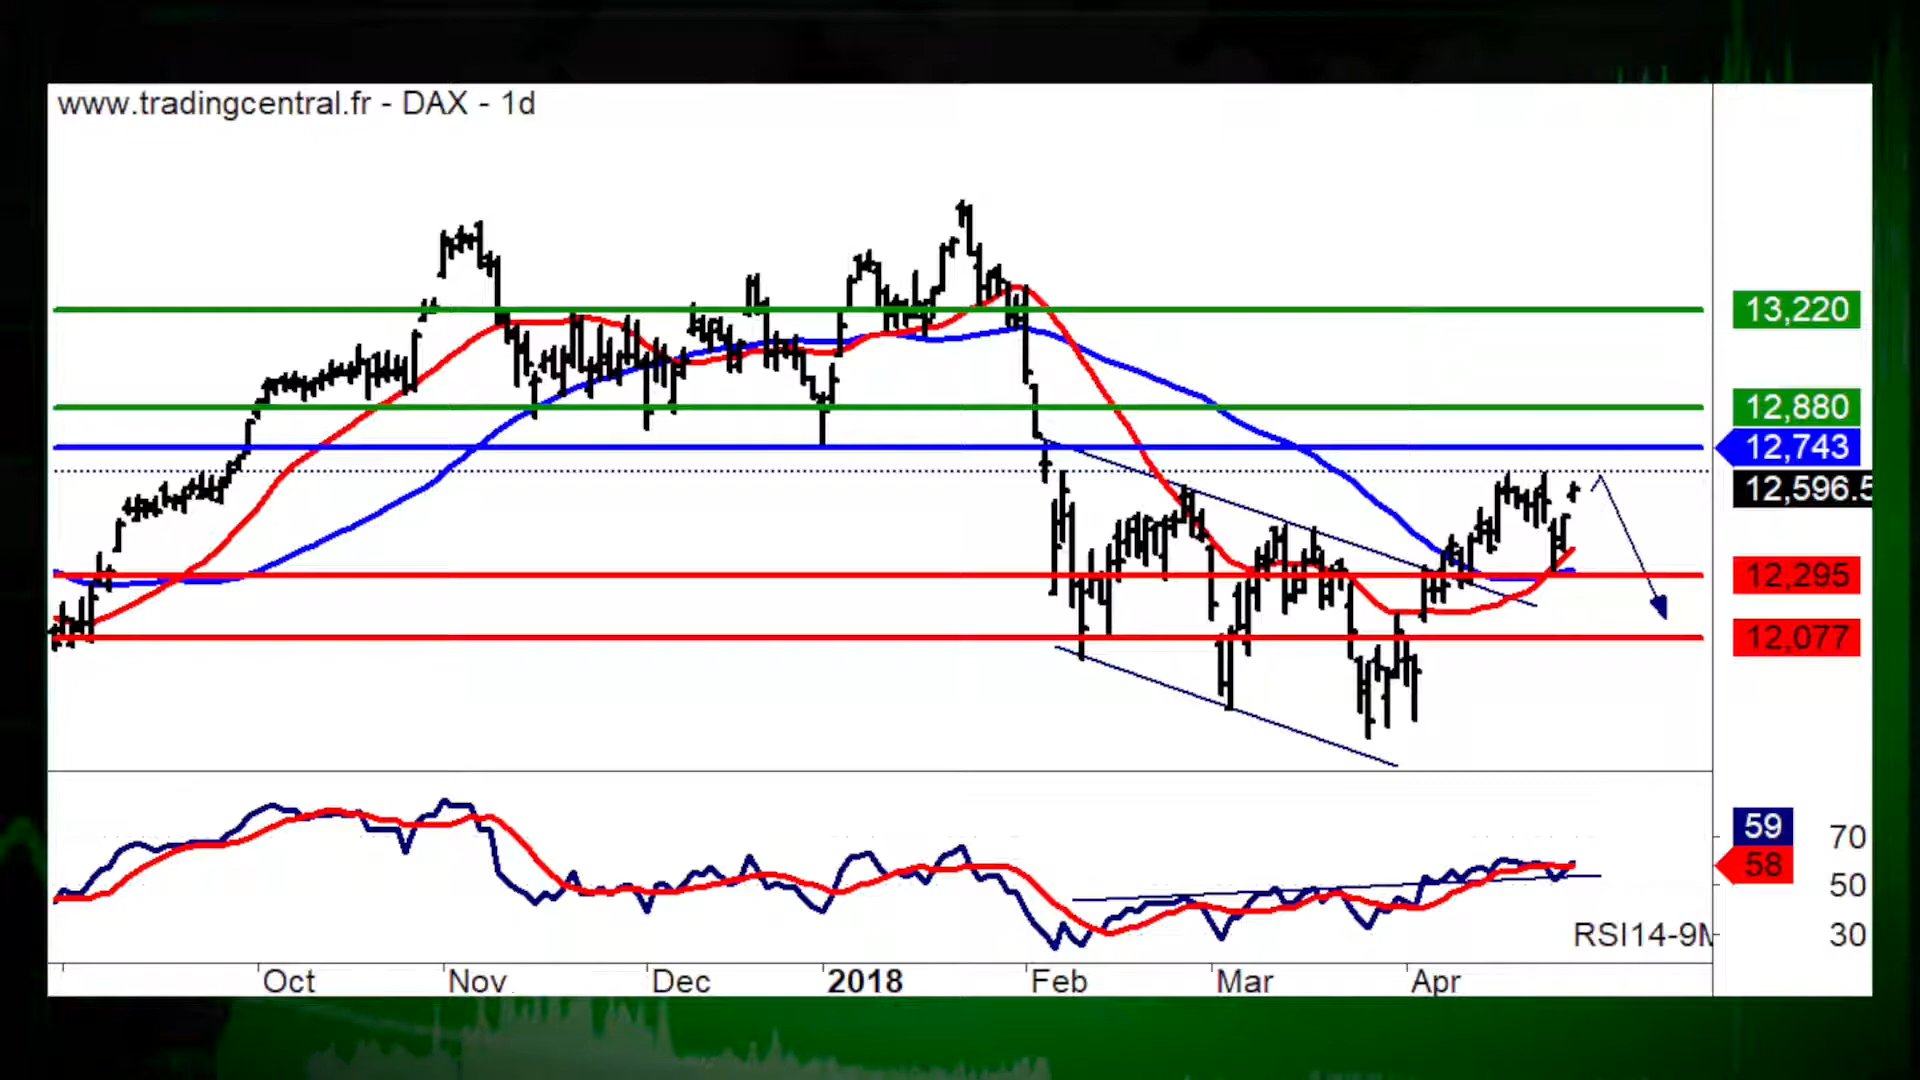 www.tradingcentral.fr - DAX - 1d
13,220
12,880
12,743
12,596.5
12,295
12,077
59
70
58
50
RSI14-9M
30
Oct
Nov
Dec
2018
Feb
Mar
Apr